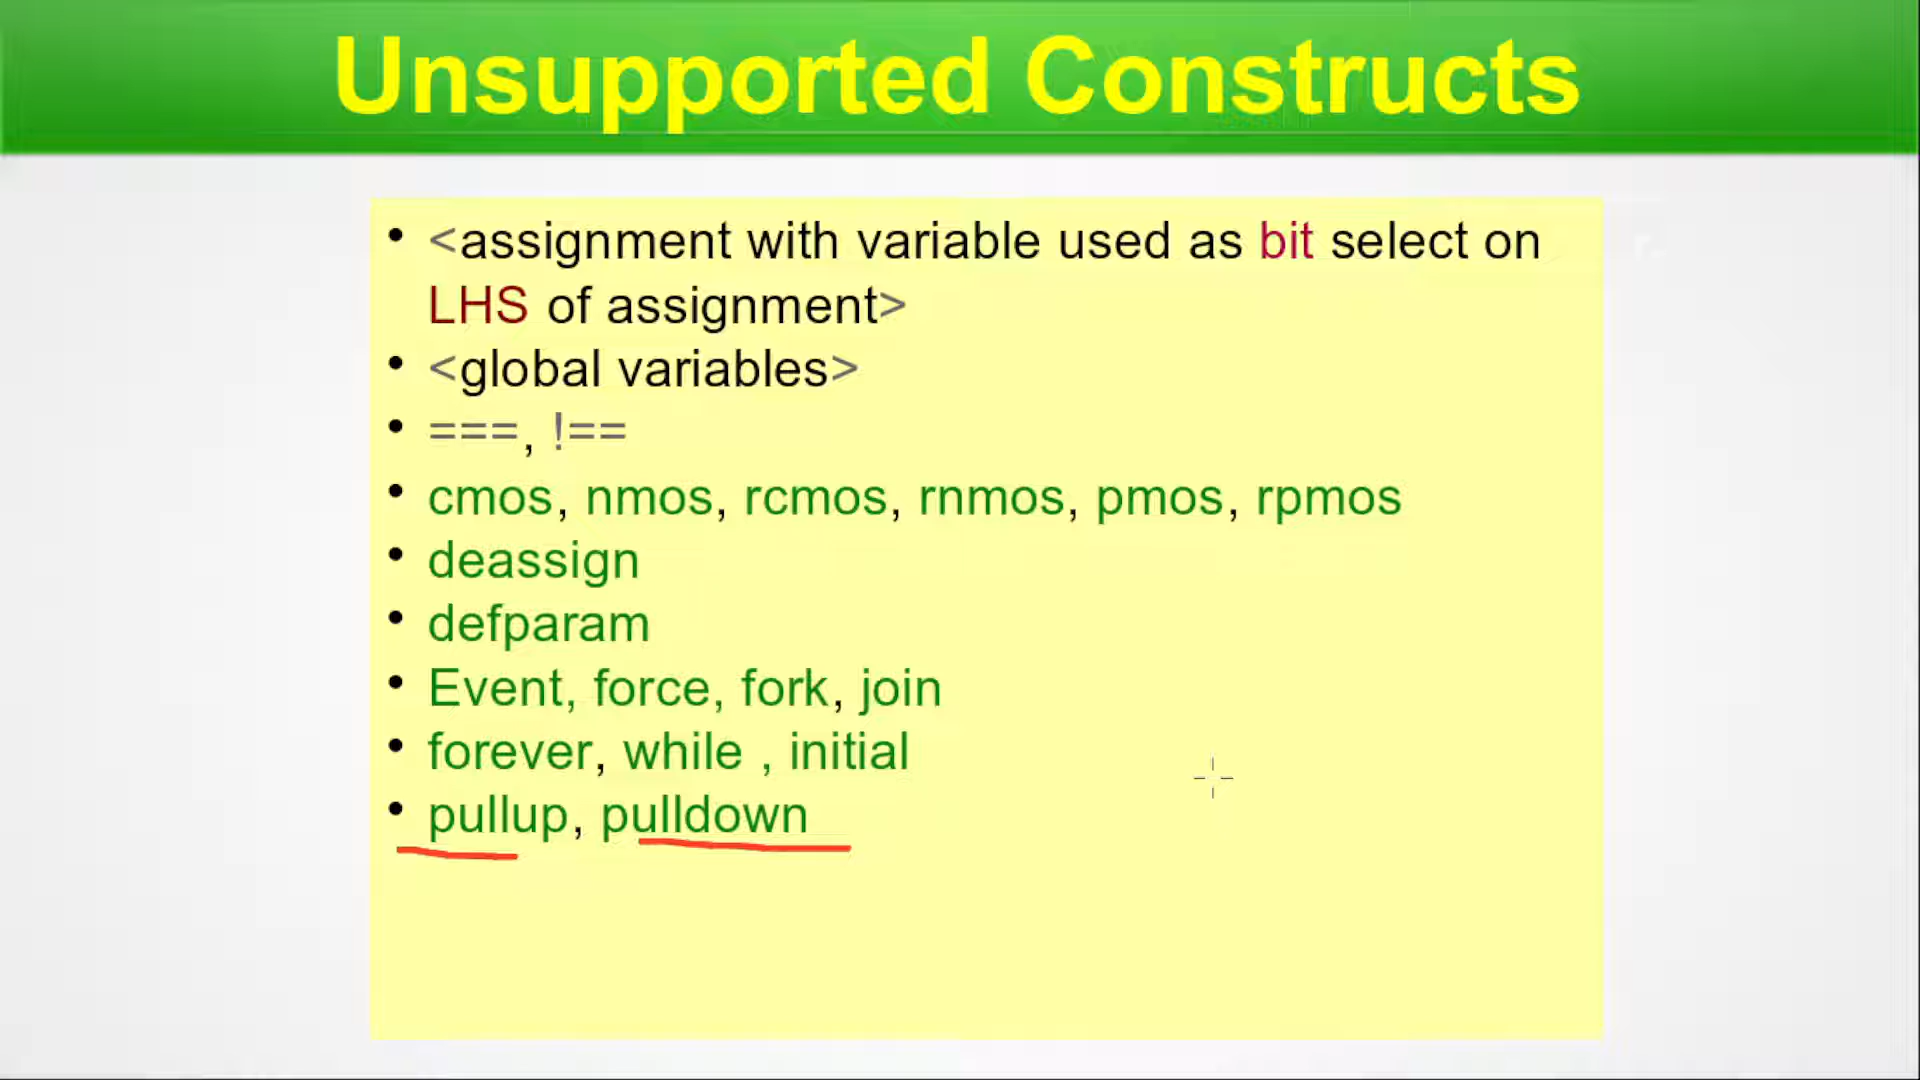 Unsupported Constructs
• <assignment with variable used as bit select on
LHS of assignment>
• <global variables>
• ===, !==
• cmos, nmos, rcmos, rnmos, pmos, rpmos
• deassign
• defparam
• Event, force, fork, join
• forever, while , initial
• pullup, pulldown